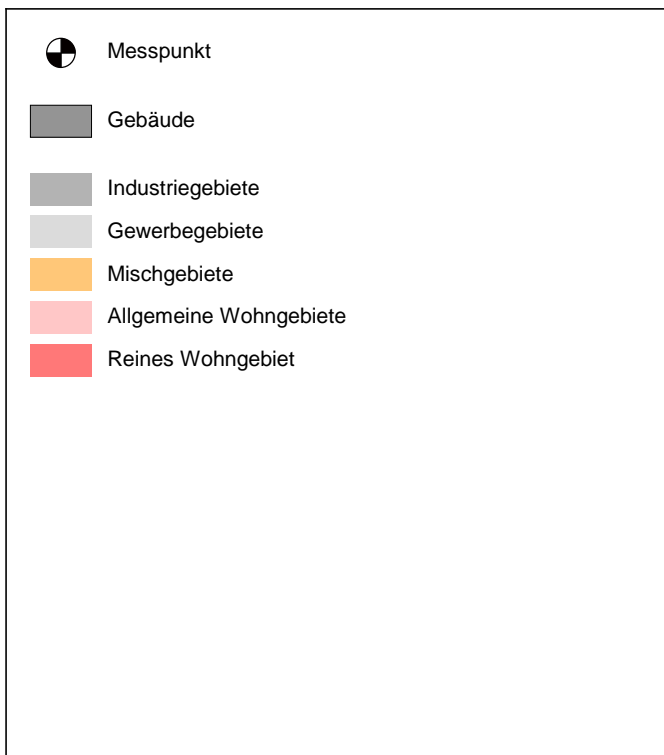 Messpunkt
Gebäude
Industriegebiete
Gewerbegebiete
Mischgebiete
Allgemeine Wohngebiete
Reines Wohngebiet